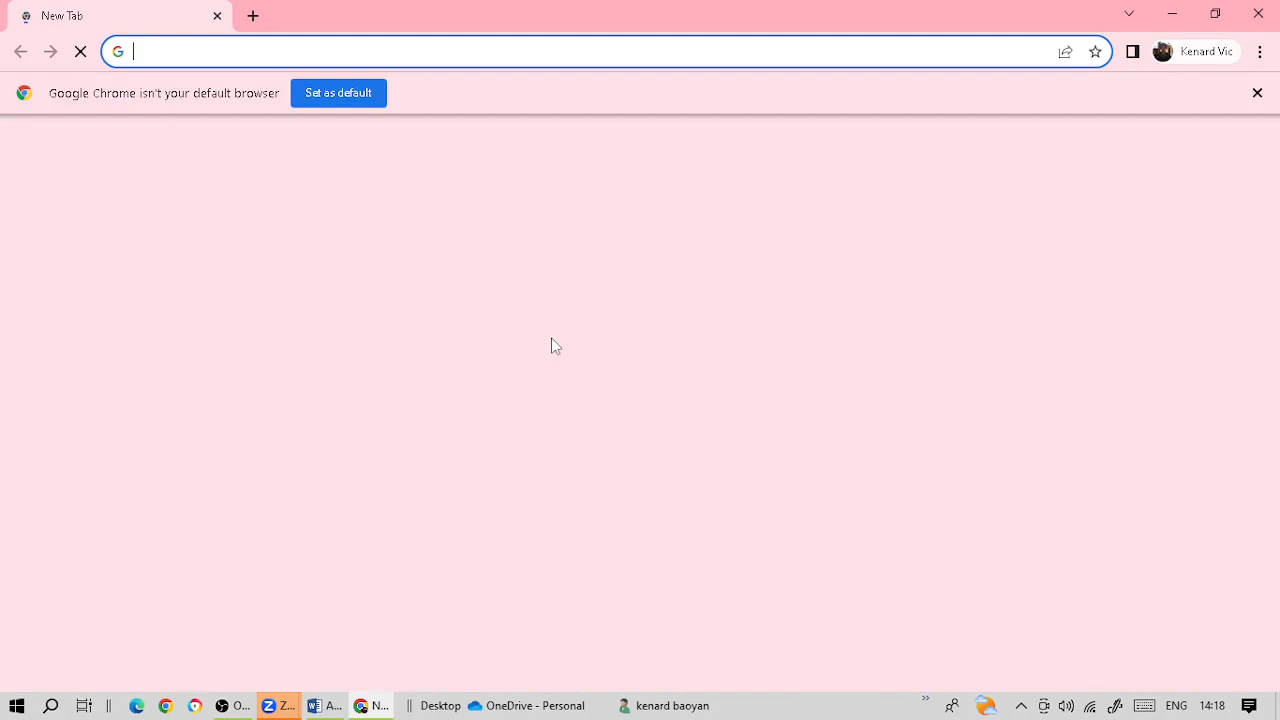 New Tab
Kenard Vic
Google Chrome isn't your default browser
Set as default
O...
Z...
A...
N...
Desktop
OneDrive - Personal
kenard baoyan
ENG
14:18